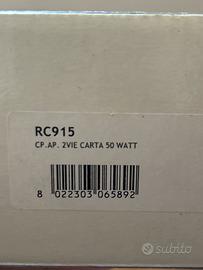 RC915
CP.AP. 2VIE CARTA 50 WATT
8 022303 065892
subito